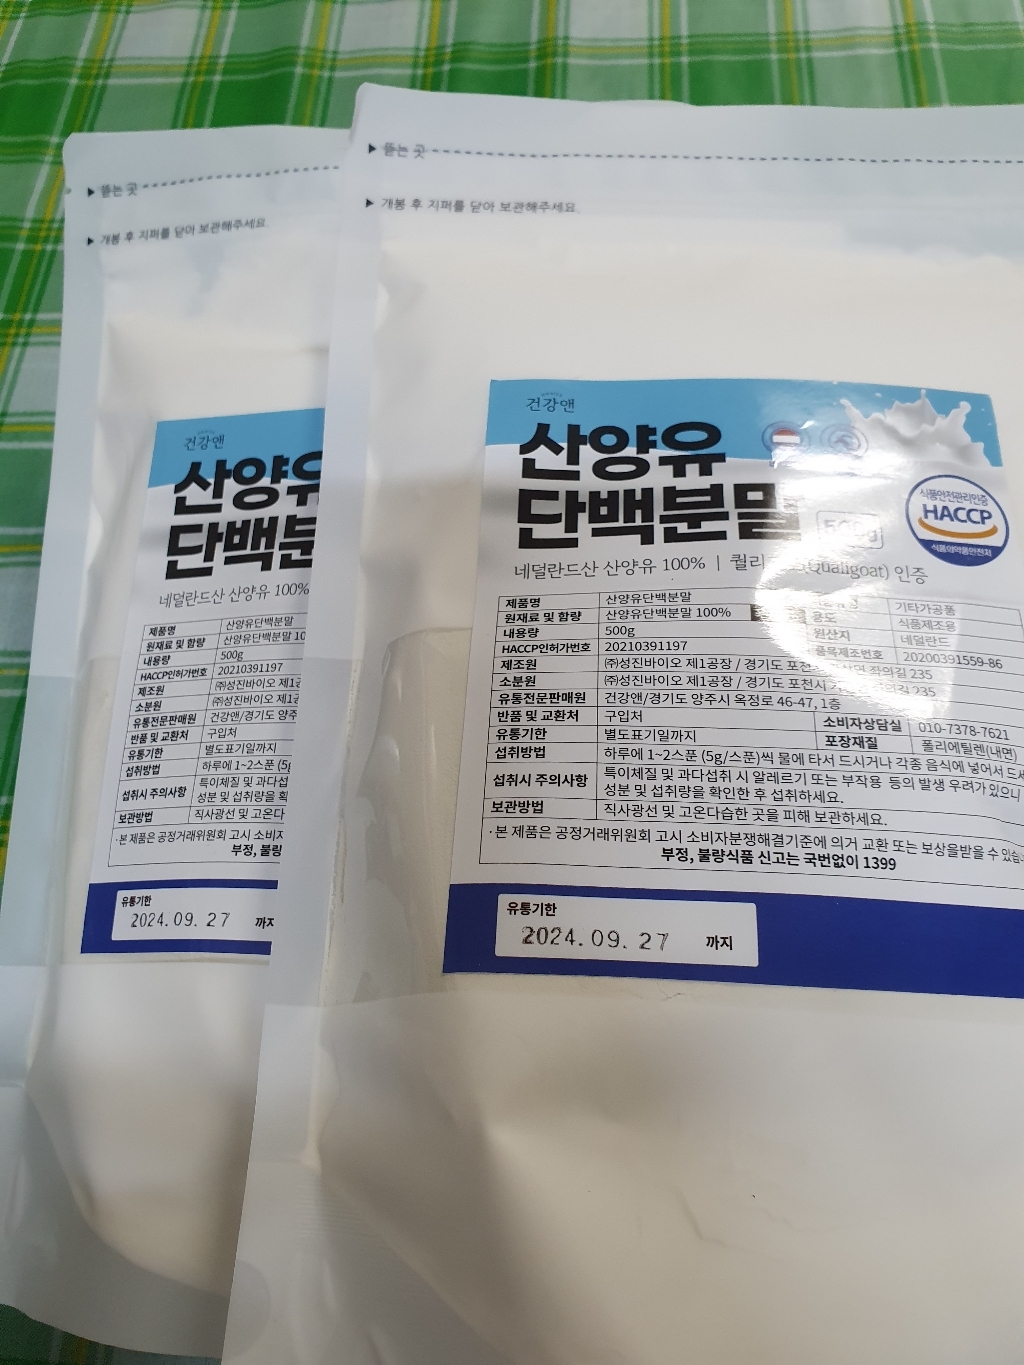 ▶ 뜯는 곳
▶ 개봉 후 지퍼를 닫아 보관해주세요.
건강앤
산양유
단백분
네덜란드산 산양유 100%
제품명 산양유단백분말
원재료 및 함량 산양유단백분말 10
내용량 500g
HACCP인허가번호 20210391197
제조원 ㈜성진바이오 제1공
소분원 ㈜성진바이오 제1
유통전문판매원 건강앤/경기도 양주
반품 및 교환처 구입처
유통기한 별도표기일까지
섭취방법 하루에 1~2스푼 (5g
섭취시 주의사항 특이체질 및 과다섭
성분 및 섭취량을 확
보관방법 직사광선 및 고온다
·본 제품은 공정거래위원회 고시 소비자
부정, 불량
유통기한
2024.09.27 까지
▶ 뜯는 곳
▶ 개봉 후 지퍼를 닫아 보관해주세요.
건강앤
산양유
단백분말
500g
식품안전관리인증
HACCP
식품의약품안전처
네덜란드산 산양유 100% | 퀄리 (Qualigoat) 인증
제품명 산양유단백분말 기타가공품
원재료 및 함량 산양유단백분말 100% 용도 식품제조용
내용량 500g 원산지 네덜란드
HACCP인허가번호 20210391197 품목제조번호 20200391559-86
제조원 ㈜성진바이오 제1공장 / 경기도 포천 좌의길 235
소분원 ㈜성진바이오 제1공장 / 경기도 포천시 좌의길 235
유통전문판매원 건강앤/경기도 양주시 옥정로 46-47, 1층
반품 및 교환처 구입처 소비자상담실 010-7378-7621
유통기한 별도표기일까지 포장재질 폴리에틸렌(내면)
섭취방법 하루에 1~2스푼 (5g/스푼)씩 물에 타서 드시거나 각종 음식에 넣어서 드세
섭취시 주의사항 특이체질 및 과다섭취 시 알레르기 또는 부작용 등의 발생 우려가 있으니
성분 및 섭취량을 확인한 후 섭취하세요.
보관방법 직사광선 및 고온다습한 곳을 피해 보관하세요.
·본 제품은 공정거래위원회 고시 소비자분쟁해결기준에 의거 교환 또는 보상을받을 수 있습
부정, 불량식품 신고는 국번없이 1399
유통기한
2024.09.27 까지